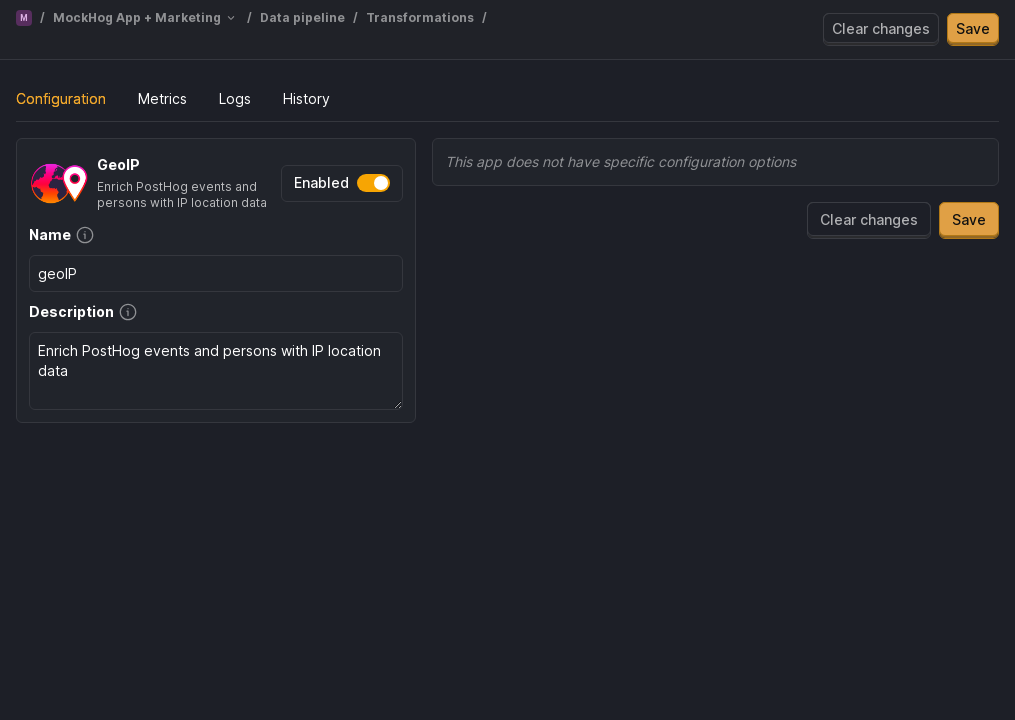 M / MockHog App + Marketing / Data pipeline / Transformations /
Clear changes Save
Configuration Metrics Logs History
GeoIP
Enrich PostHog events and
persons with IP location data
Enabled
Name
geoIP
Description
Enrich PostHog events and persons with IP location
data
This app does not have specific configuration options
Clear changes Save